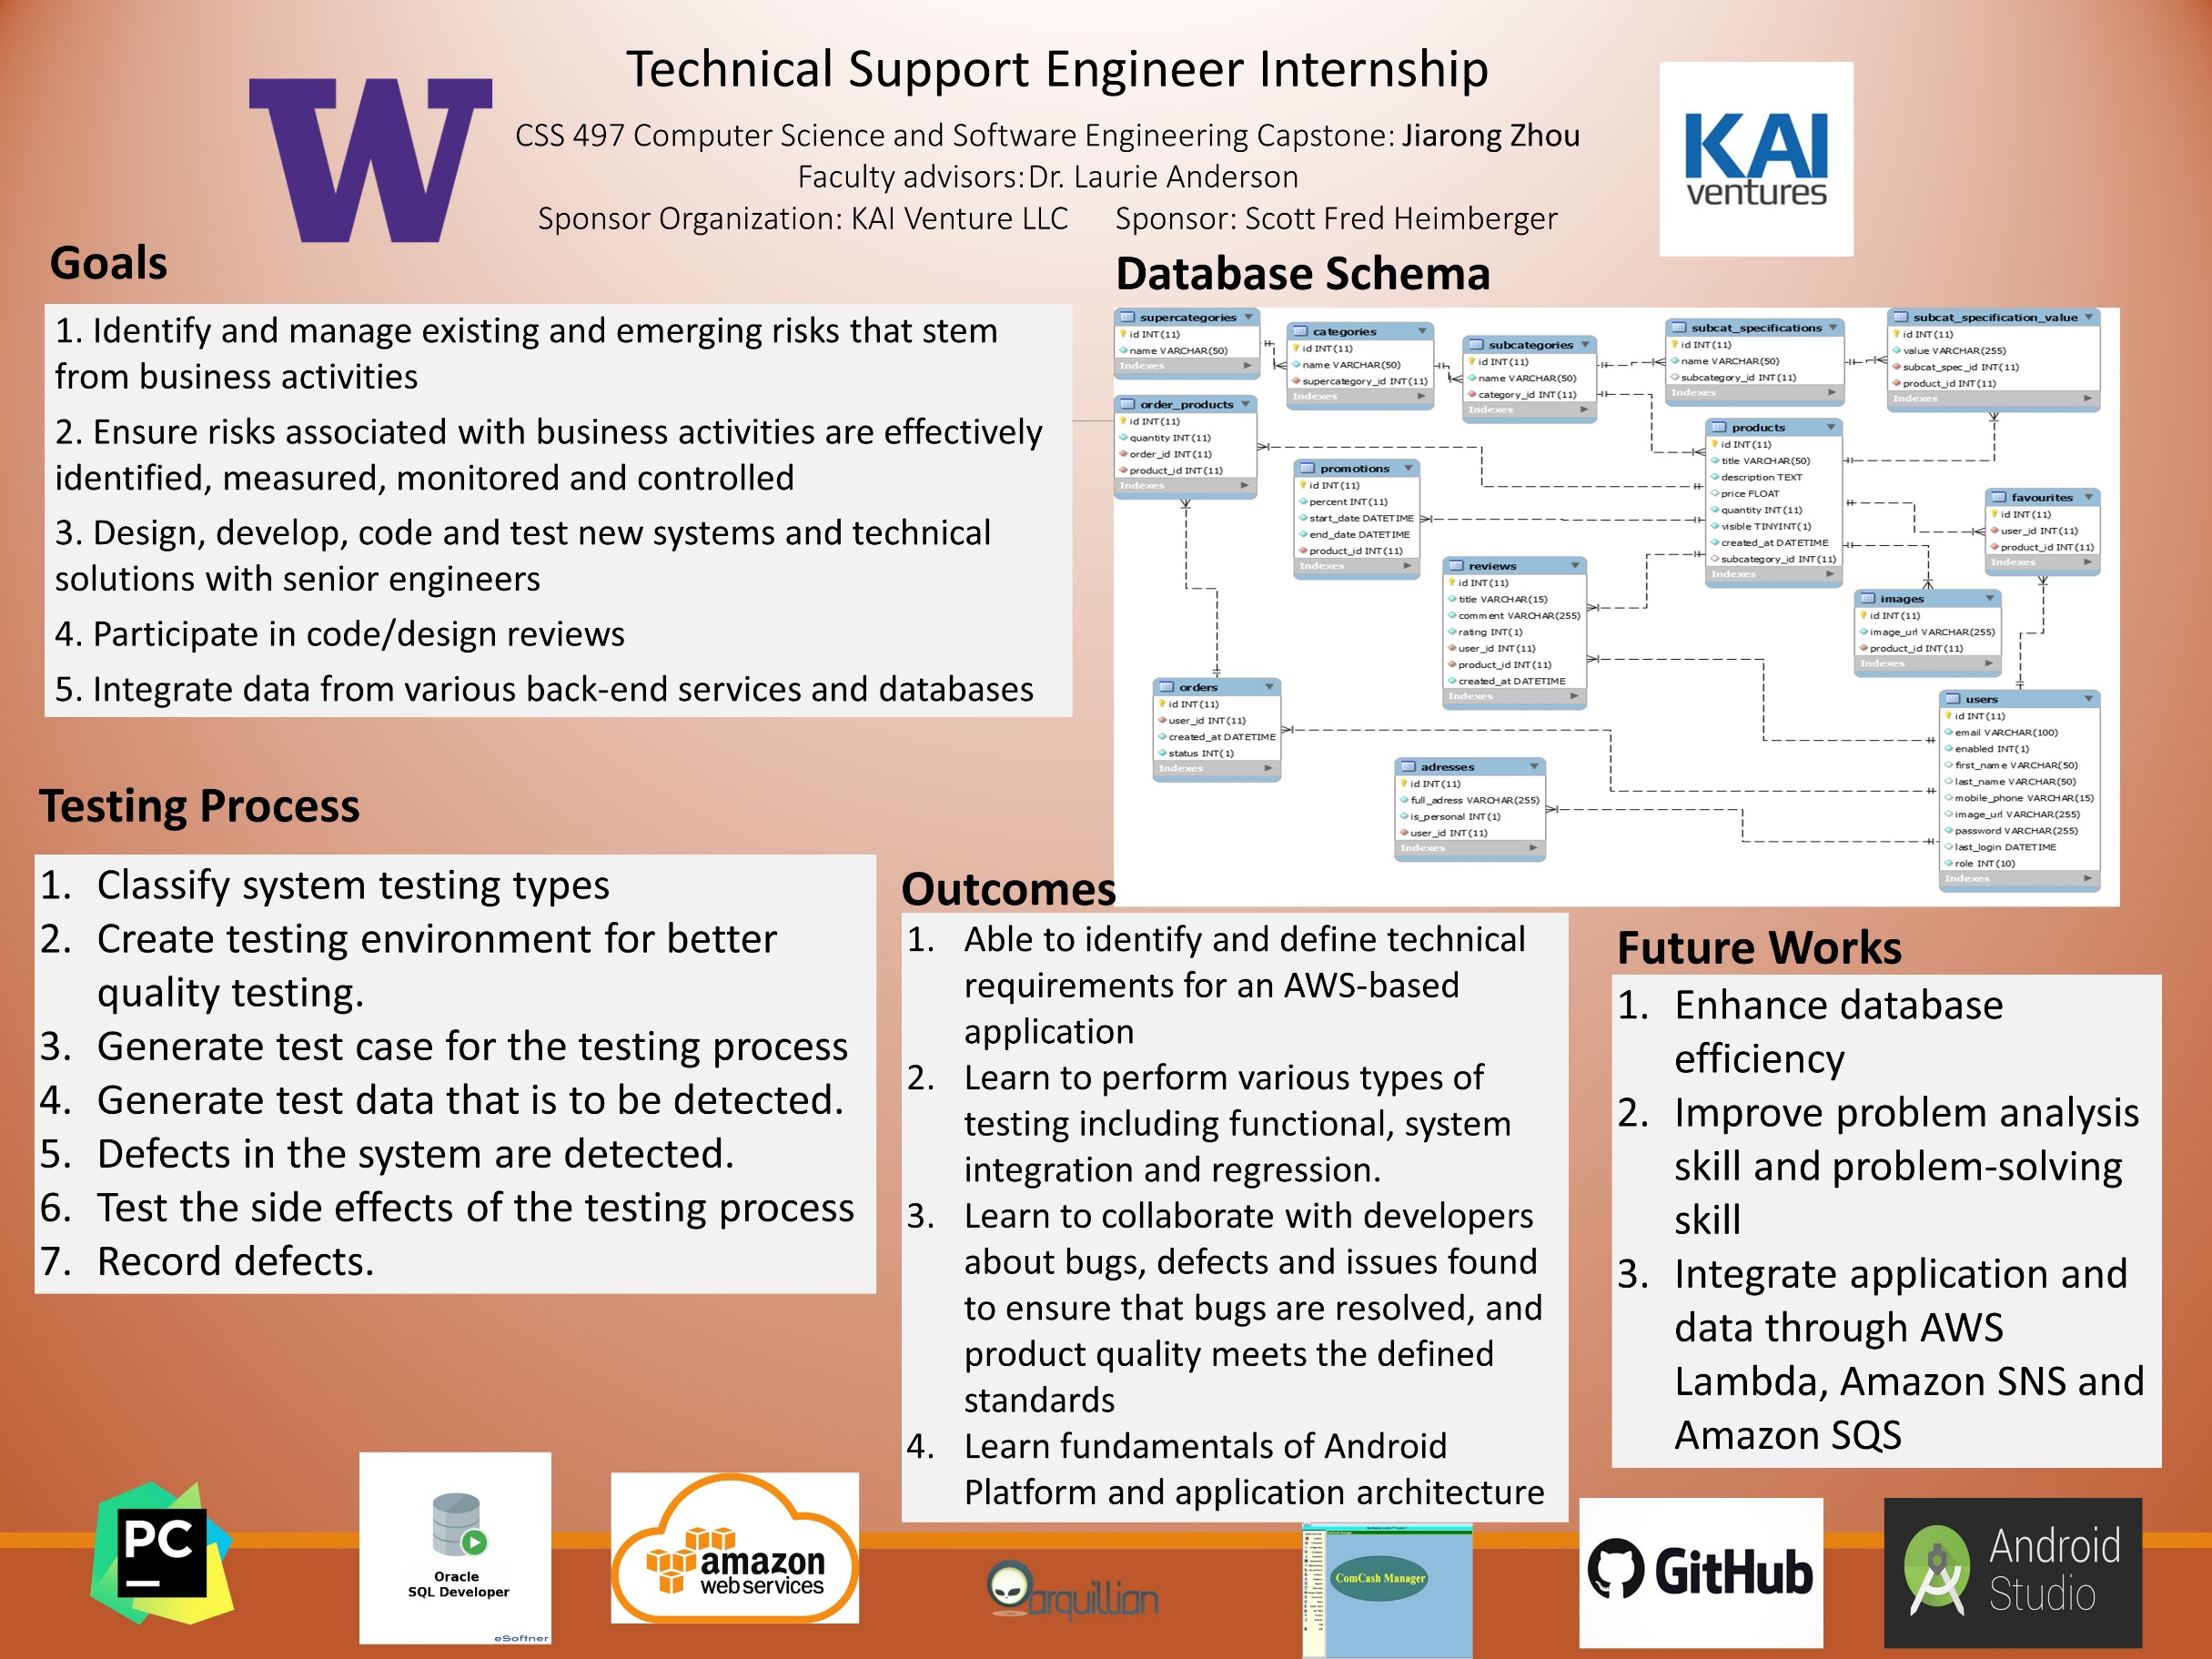 Technical Support Engineer Internship
CSS 497 Computer Science and Software Engineering Capstone: Jiarong Zhou
Faculty advisors: Dr. Laurie Anderson
Sponsor Organization: KAI Venture LLC Sponsor: Scott Fred Heimberger
W
KAI
ventures
Goals
1. Identify and manage existing and emerging risks that stem
from business activities
2. Ensure risks associated with business activities are effectively
identified, measured, monitored and controlled
3. Design, develop, code and test new systems and technical
solutions with senior engineers
4. Participate in code/design reviews
5. Integrate data from various back-end services and databases
Database Schema
supercategories
id INT(11)
name VARCHAR(50)
Indexes
categories
id INT(11)
name VARCHAR(50)
supercategory_id INT(11)
Indexes
subcategories
id INT(11)
name VARCHAR(50)
category_id INT(11)
Indexes
subcat_specifications
id INT(11)
name VARCHAR(50)
subcategory_id INT(11)
Indexes
subcat_specification_value
id INT(11)
value VARCHAR(255)
subcat_spec_id INT(11)
product_id INT(11)
Indexes
order_products
id INT(11)
quantity INT(11)
order_id INT(11)
product_id INT(11)
Indexes
promotions
id INT(11)
percent INT(11)
start_date DATETIME
end_date DATETIME
product_id INT(11)
Indexes
products
id INT(11)
title VARCHAR(50)
description TEXT
price FLOAT
quantity INT(11)
visible TINYINT(1)
created_at DATETIME
subcategory_id INT(11)
Indexes
favourites
id INT(11)
user_id INT(11)
product_id INT(11)
Indexes
reviews
id INT(11)
title VARCHAR(15)
comment VARCHAR(255)
rating INT(1)
user_id INT(11)
product_id INT(11)
created_at DATETIME
Indexes
images
id INT(11)
image_url VARCHAR(255)
product_id INT(11)
Indexes
orders
id INT(11)
user_id INT(11)
created_at DATETIME
status INT(1)
Indexes
adresses
id INT(11)
full_adress VARCHAR(255)
is_personal INT(1)
user_id INT(11)
Indexes
users
id INT(11)
email VARCHAR(100)
enabled INT(1)
first_name VARCHAR(50)
last_name VARCHAR(50)
mobile_phone VARCHAR(15)
image_url VARCHAR(255)
password VARCHAR(255)
last_login DATETIME
role INT(10)
Indexes
Testing Process
1. Classify system testing types
2. Create testing environment for better
quality testing.
3. Generate test case for the testing process
4. Generate test data that is to be detected.
5. Defects in the system are detected.
6. Test the side effects of the testing process
7. Record defects.
Outcomes
1. Able to identify and define technical
requirements for an AWS-based
application
2. Learn to perform various types of
testing including functional, system
integration and regression.
3. Learn to collaborate with developers
about bugs, defects and issues found
to ensure that bugs are resolved, and
product quality meets the defined
standards
4. Learn fundamentals of Android
Platform and application architecture
Future Works
1. Enhance database
efficiency
2. Improve problem analysis
skill and problem-solving
skill
3. Integrate application and
data through AWS
Lambda, Amazon SNS and
Amazon SQS
PC
Oracle
SQL Developer
eSoftner
amazon
webservices
arquillian
ComCash Manager
GitHub
Android
Studio